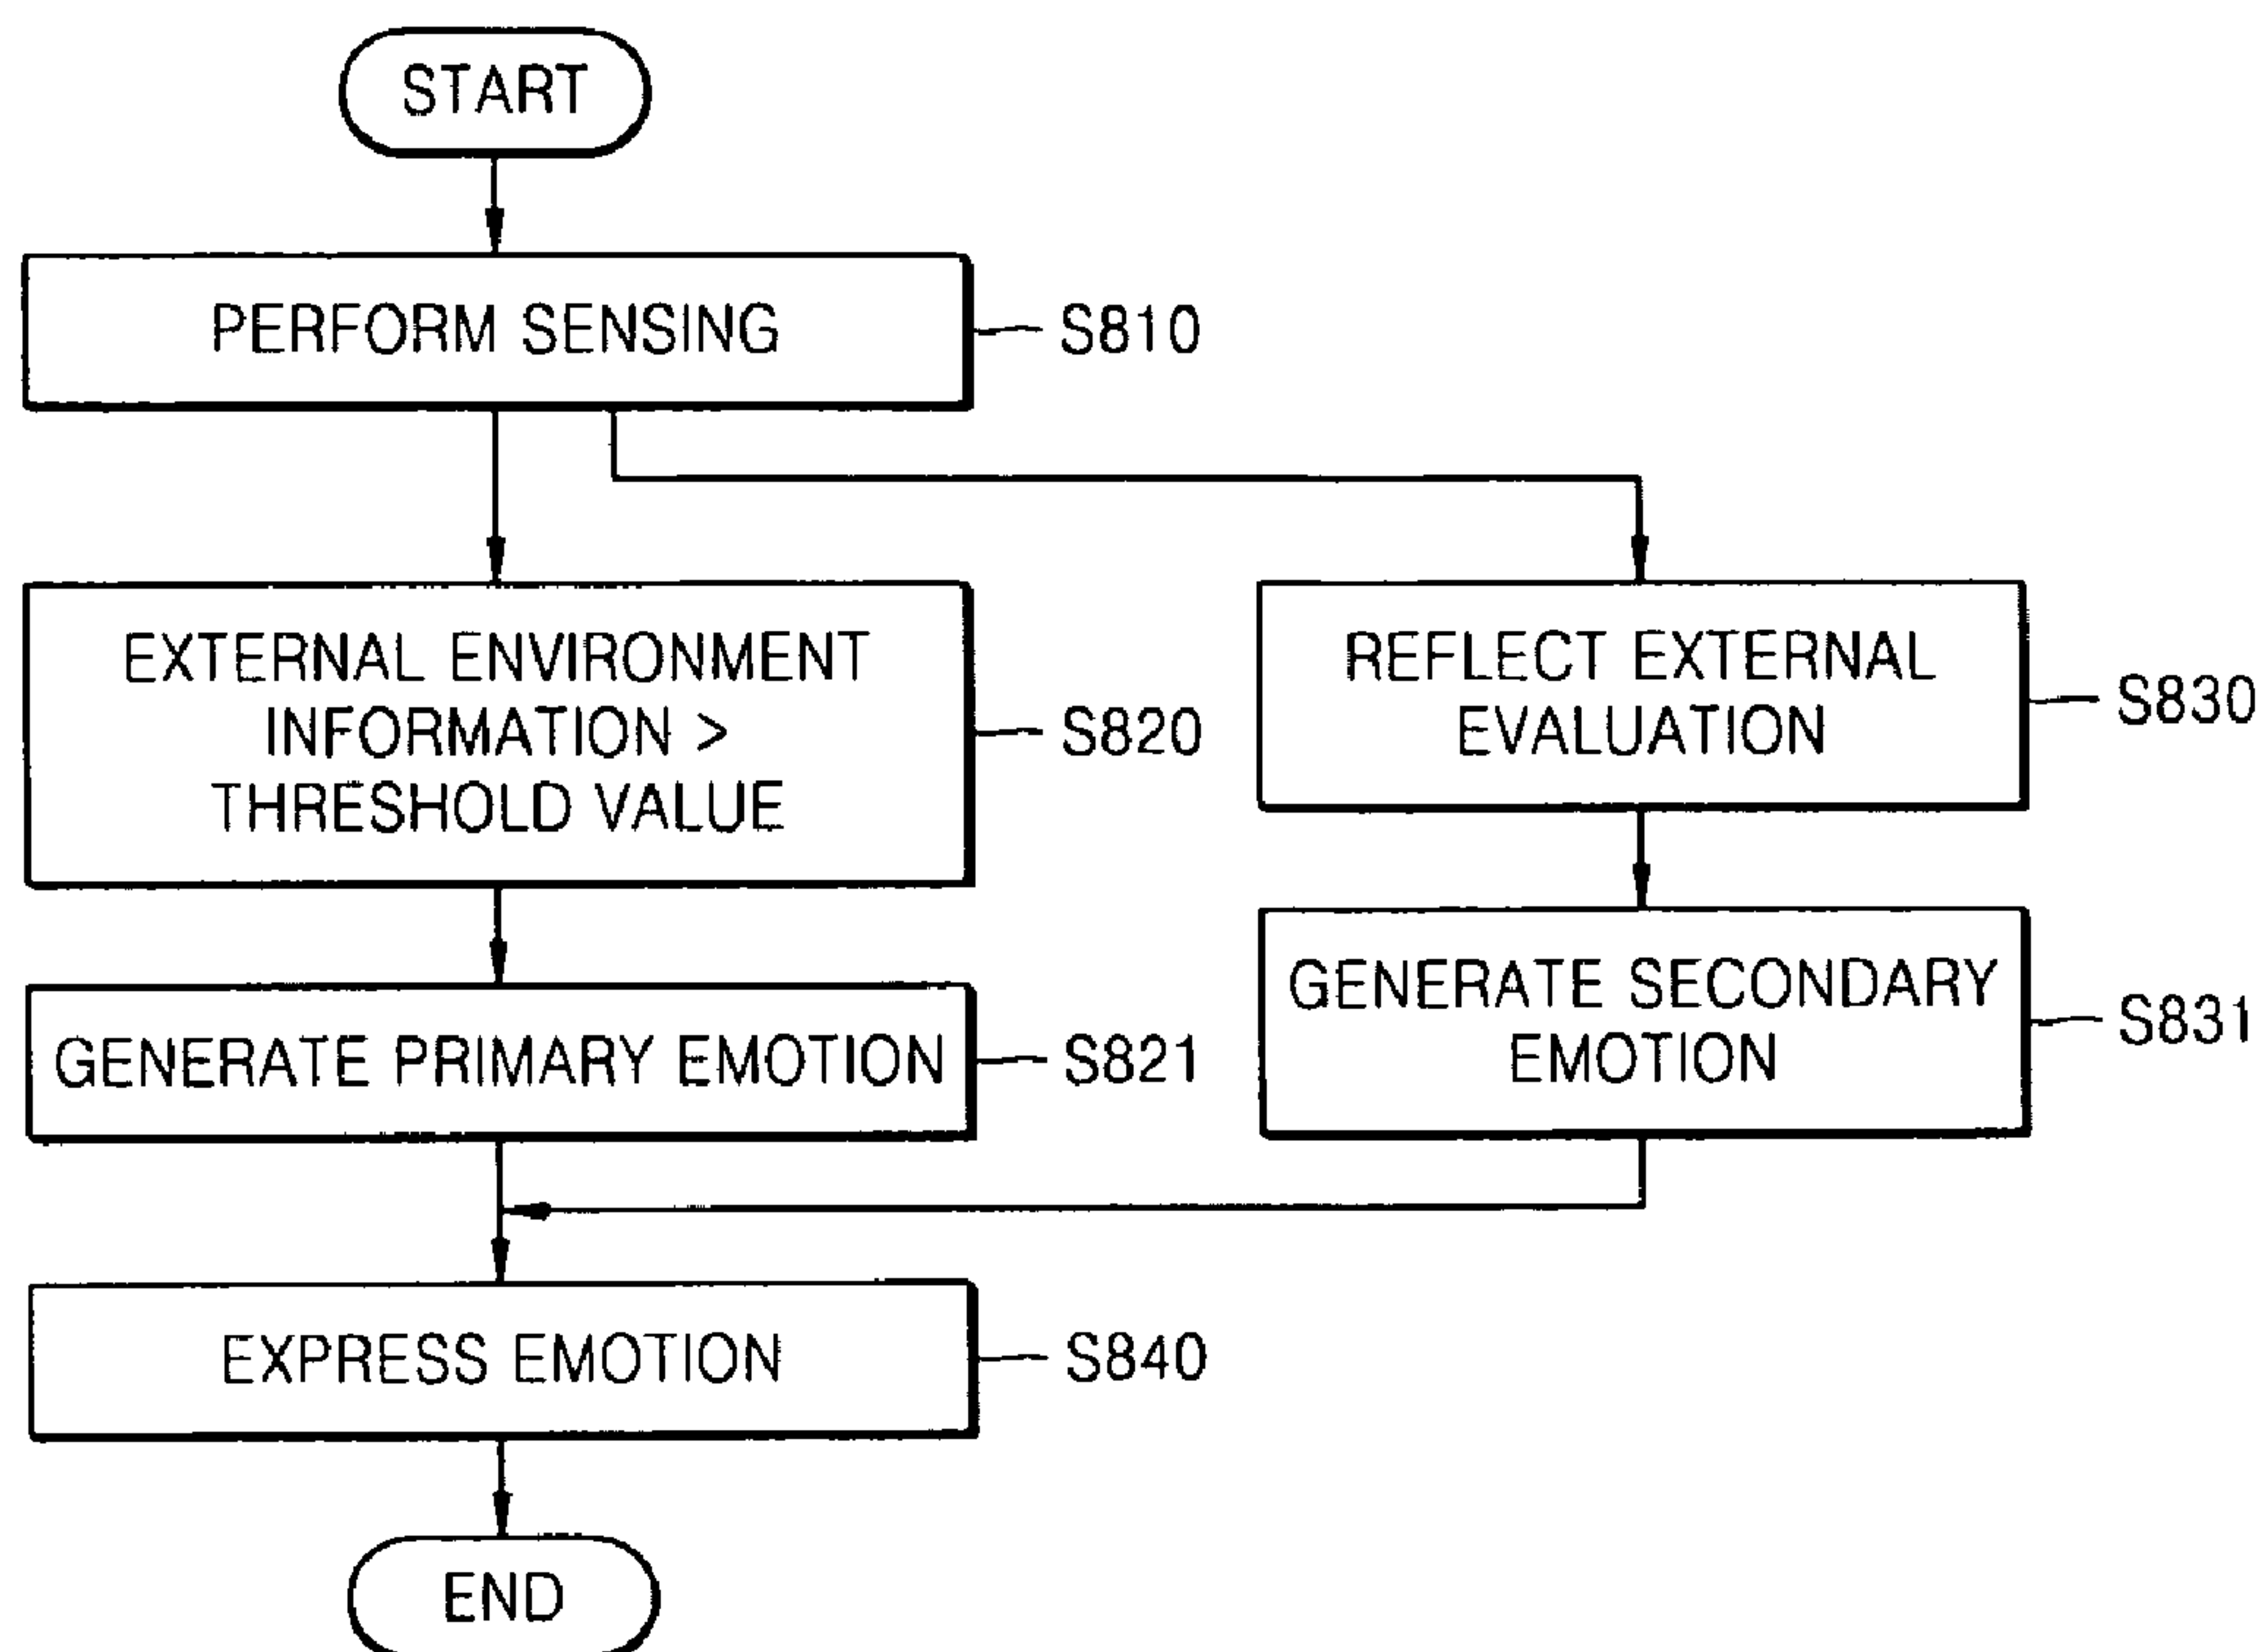 START
PERFORM SENSING
S810
EXTERNAL ENVIRONMENT
INFORMATION >
THRESHOLD VALUE
S820
REFLECT EXTERNAL
EVALUATION
S830
GENERATE PRIMARY EMOTION
S821
GENERATE SECONDARY
EMOTION
S831
EXPRESS EMOTION
S840
END